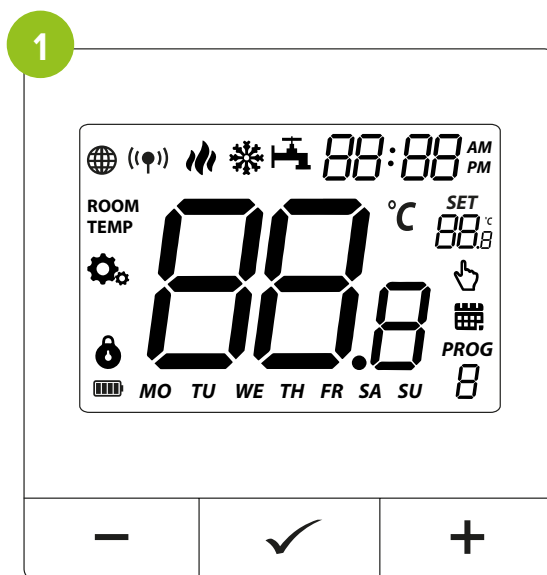 1
88:88 AM
PM
ROOM
TEMP
88.8
°C
SET
88.8 °C
PROG
8
MO TU WE TH FR SA SU
− ✓ +